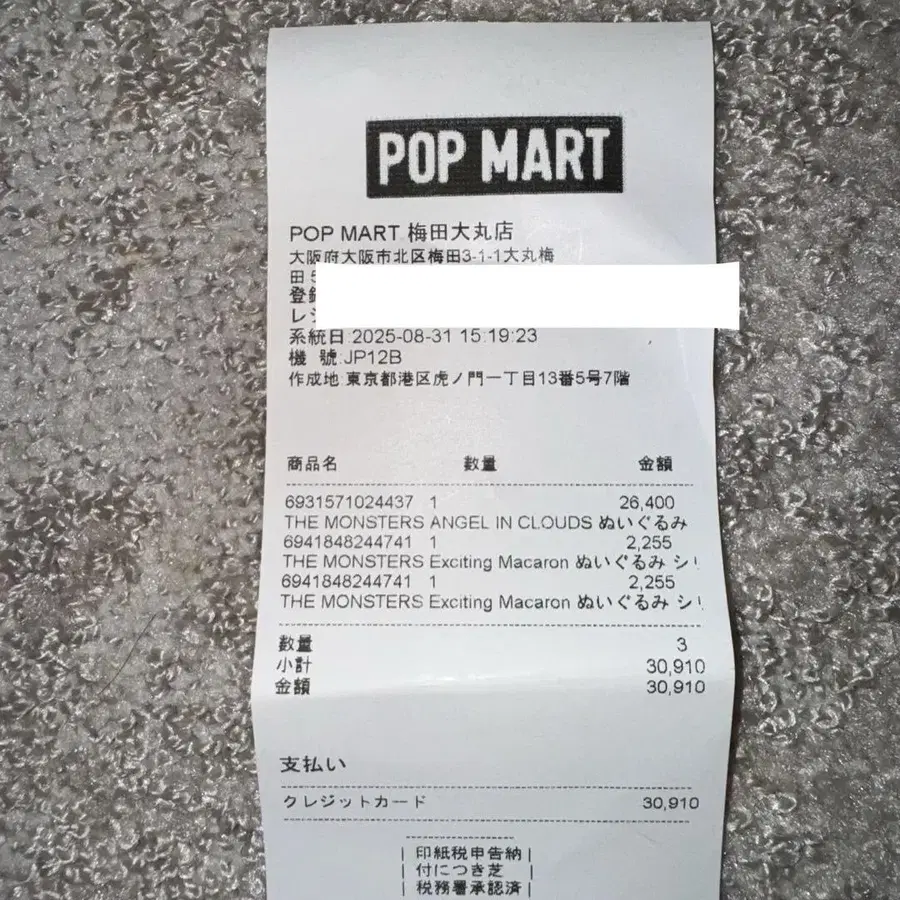 POP MART
POP MART 梅田大丸店
大阪府大阪市北区梅田3-1-1大丸梅
田
レジ
系統日:2025-08-31 15:19:23
機 號:JP12B
作成地:東京都港区虎ノ門一丁目13番5号7階
商品名 数量 金額
6931571024437 1 26,400
THE MONSTERS ANGEL IN CLOUDS ぬいぐるみ
6941848244741 1 2,255
THE MONSTERS Exciting Macaron ぬいぐるみ シ
6941848244741 1 2,255
THE MONSTERS Exciting Macaron ぬいぐるみ シ
数量 3
小計 30,910
金額 30,910
支払い
クレジットカード 30,910
印紙税申告納
付につき芝
税務署承認済